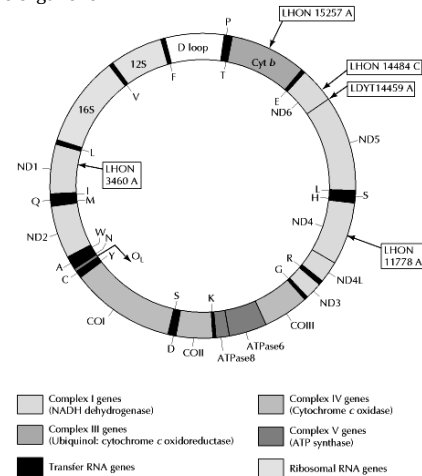 P
LHON 15257 A
D loop
12S
Cyt b
F
T
V
E
ND6
LHON 14484 C
LDYT14459 A
16S
ND5
L
ND1
LHON
3460 A
I
M
Q
L
H
S
ND2
ND4
W
N
A
Y
C
OL
LHON
11778 A
R
G
ND4L
ND3
COI
S
K
COIII
D
COII
ATPase6
ATPase8
Complex I genes
(NADH dehydrogenase)
Complex IV genes
(Cytochrome c oxidase)
Complex III genes
(Ubiquinol: cytochrome c oxidoreductase)
Complex V genes
(ATP synthase)
Transfer RNA genes
Ribosomal RNA genes